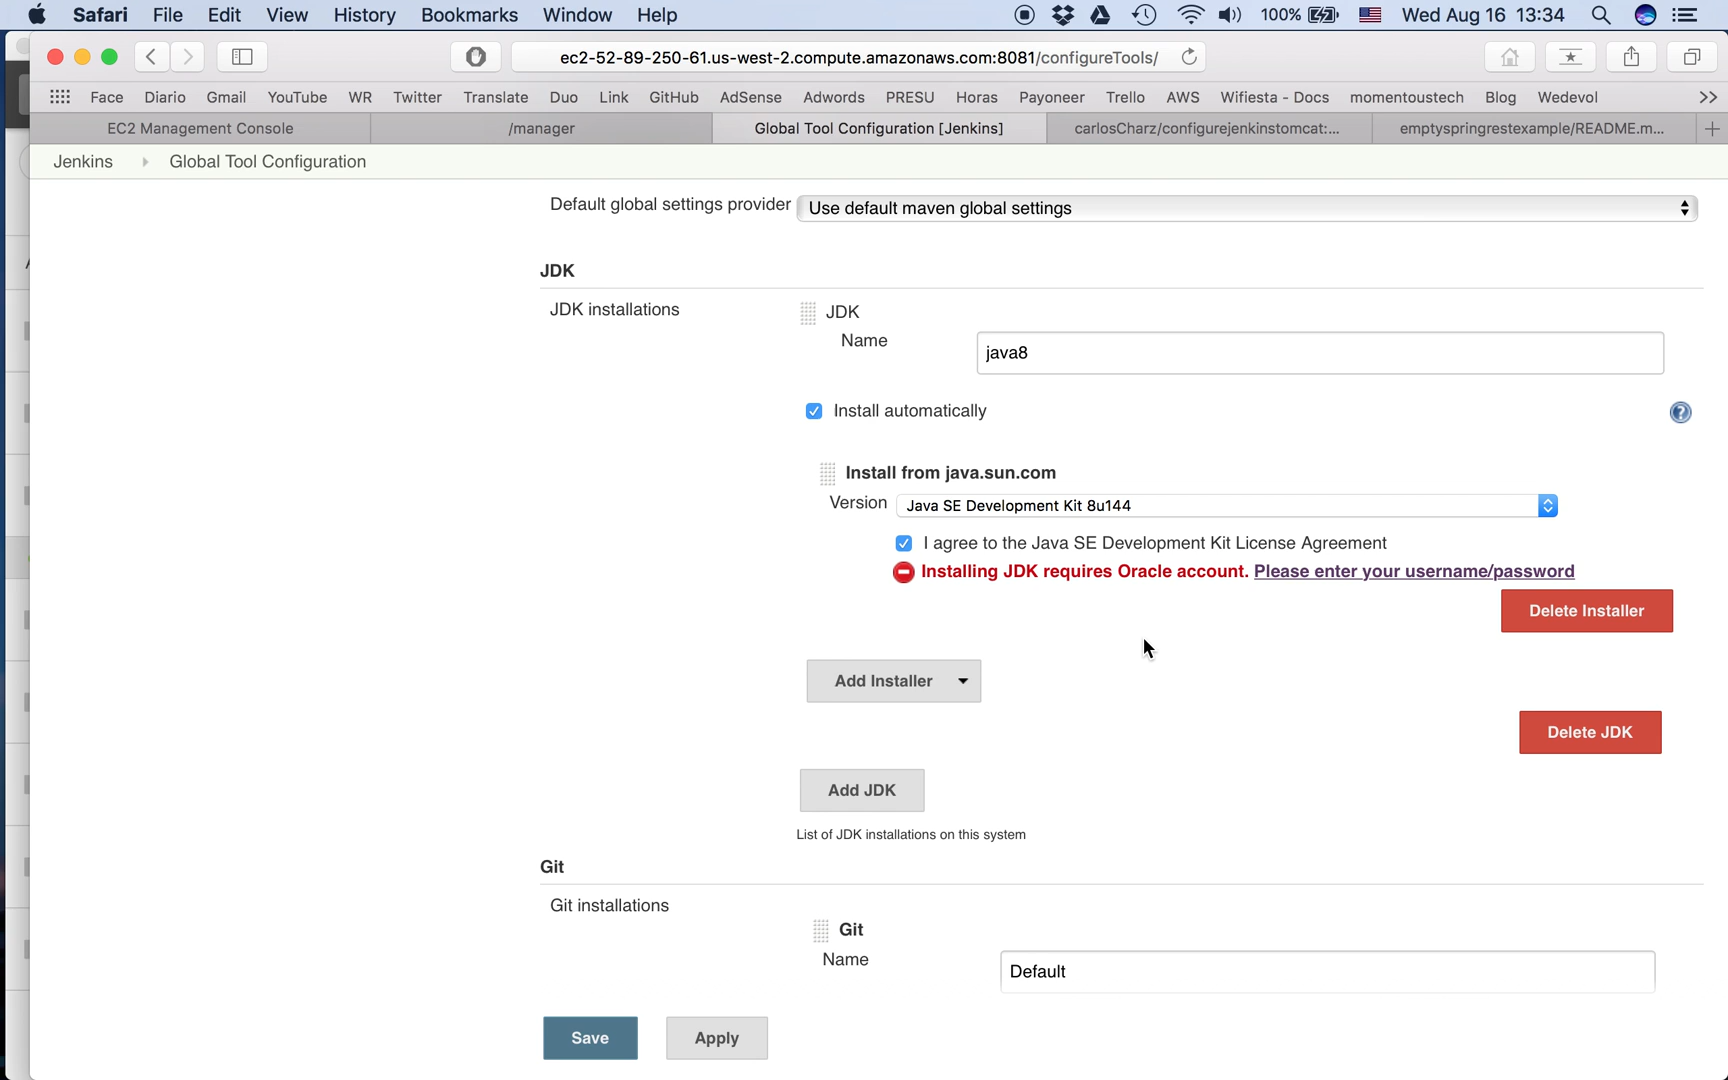 Safari File Edit View History Bookmarks Window Help 100% Wed Aug 16 13:34
ec2-52-89-250-61.us-west-2.compute.amazonaws.com:8081/configureTools/
Face Diario Gmail YouTube WR Twitter Translate Duo Link GitHub AdSense Adwords PRESU Horas Payoneer Trello AWS Wifiesta - Docs momentoustech Blog Wedevol
EC2 Management Console /manager Global Tool Configuration [Jenkins] carlosCharz/configurejenkinstomcat:... emptyspringrestexample/README.m...
Jenkins Global Tool Configuration
Default global settings provider Use default maven global settings
JDK
JDK installations JDK
Name java8
Install automatically
Install from java.sun.com
Version Java SE Development Kit 8u144
I agree to the Java SE Development Kit License Agreement
Installing JDK requires Oracle account. Please enter your username/password
Delete Installer
Add Installer
Delete JDK
Add JDK
List of JDK installations on this system
Git
Git installations
Git
Name Default
Save Apply